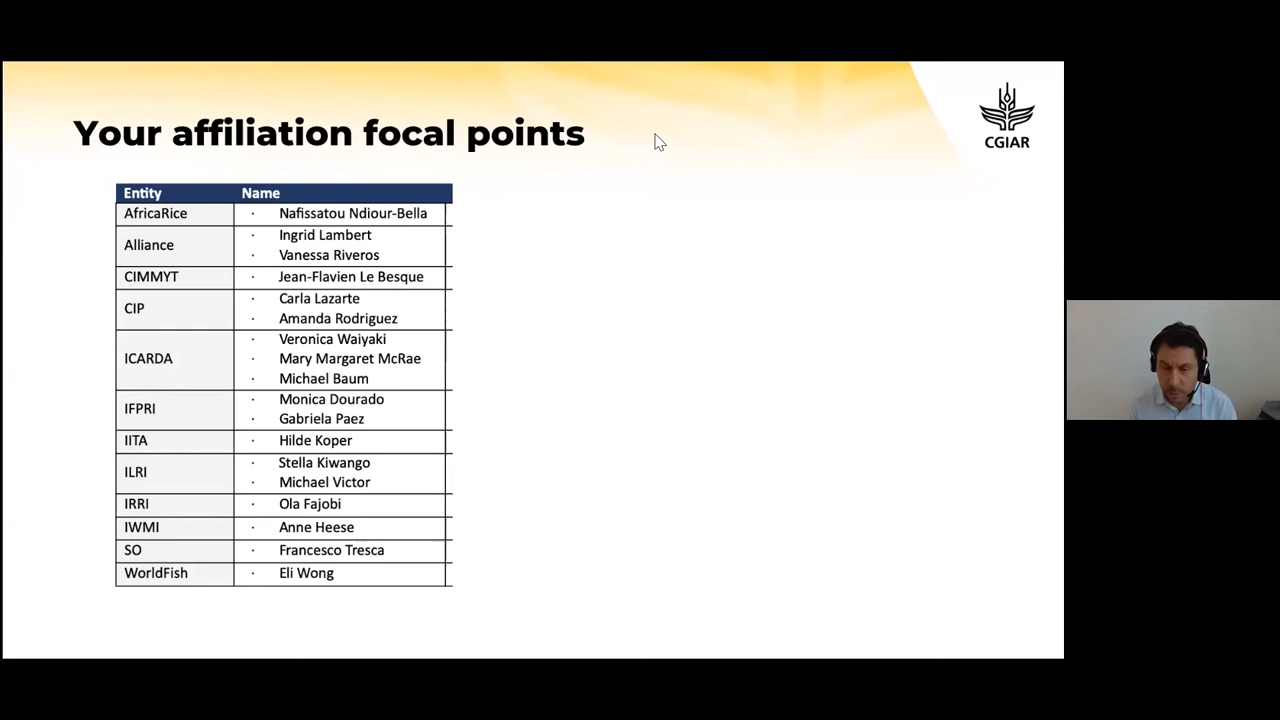 Your affiliation focal points
CGIAR
Entity Name
AfricaRice · Nafissatou Ndiour-Bella
Alliance · Ingrid Lambert
· Vanessa Riveros
CIMMYT · Jean-Flavien Le Besque
CIP · Carla Lazarte
· Amanda Rodriguez
ICARDA · Veronica Waiyaki
· Mary Margaret McRae
· Michael Baum
IFPRI · Monica Dourado
· Gabriela Paez
IITA · Hilde Koper
ILRI · Stella Kiwango
· Michael Victor
IRRI · Ola Fajobi
IWMI · Anne Heese
SO · Francesco Tresca
WorldFish · Eli Wong